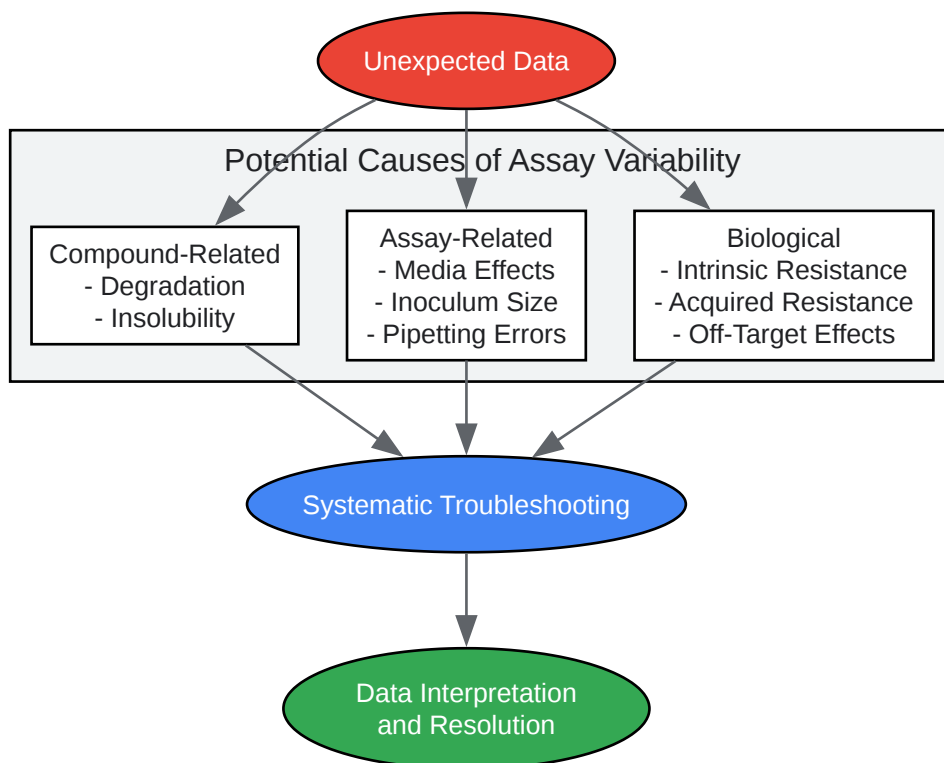 Unexpected Data
Potential Causes of Assay Variability
Compound-Related
- Degradation
- Insolubility
Assay-Related
- Media Effects
- Inoculum Size
- Pipetting Errors
Biological
- Intrinsic Resistance
- Acquired Resistance
- Off-Target Effects
Systematic Troubleshooting
Data Interpretation
and Resolution